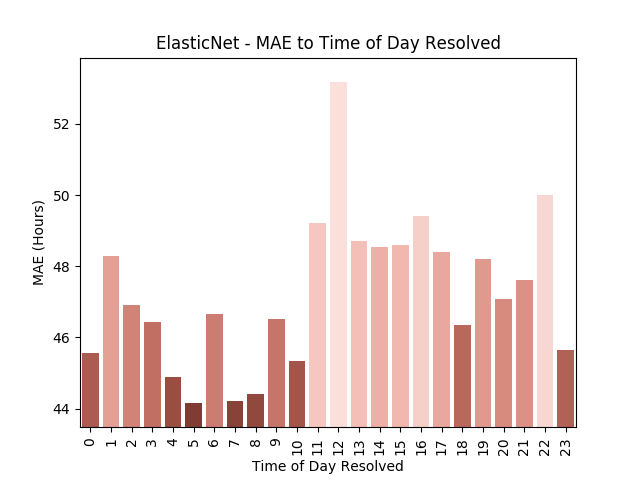 ElasticNet - MAE to Time of Day Resolved
MAE (Hours)
52
50
48
46
44
0 1 2 3 4 5 6 7 8 9 10 11 12 13 14 15 16 17 18 19 20 21 22 23
Time of Day Resolved